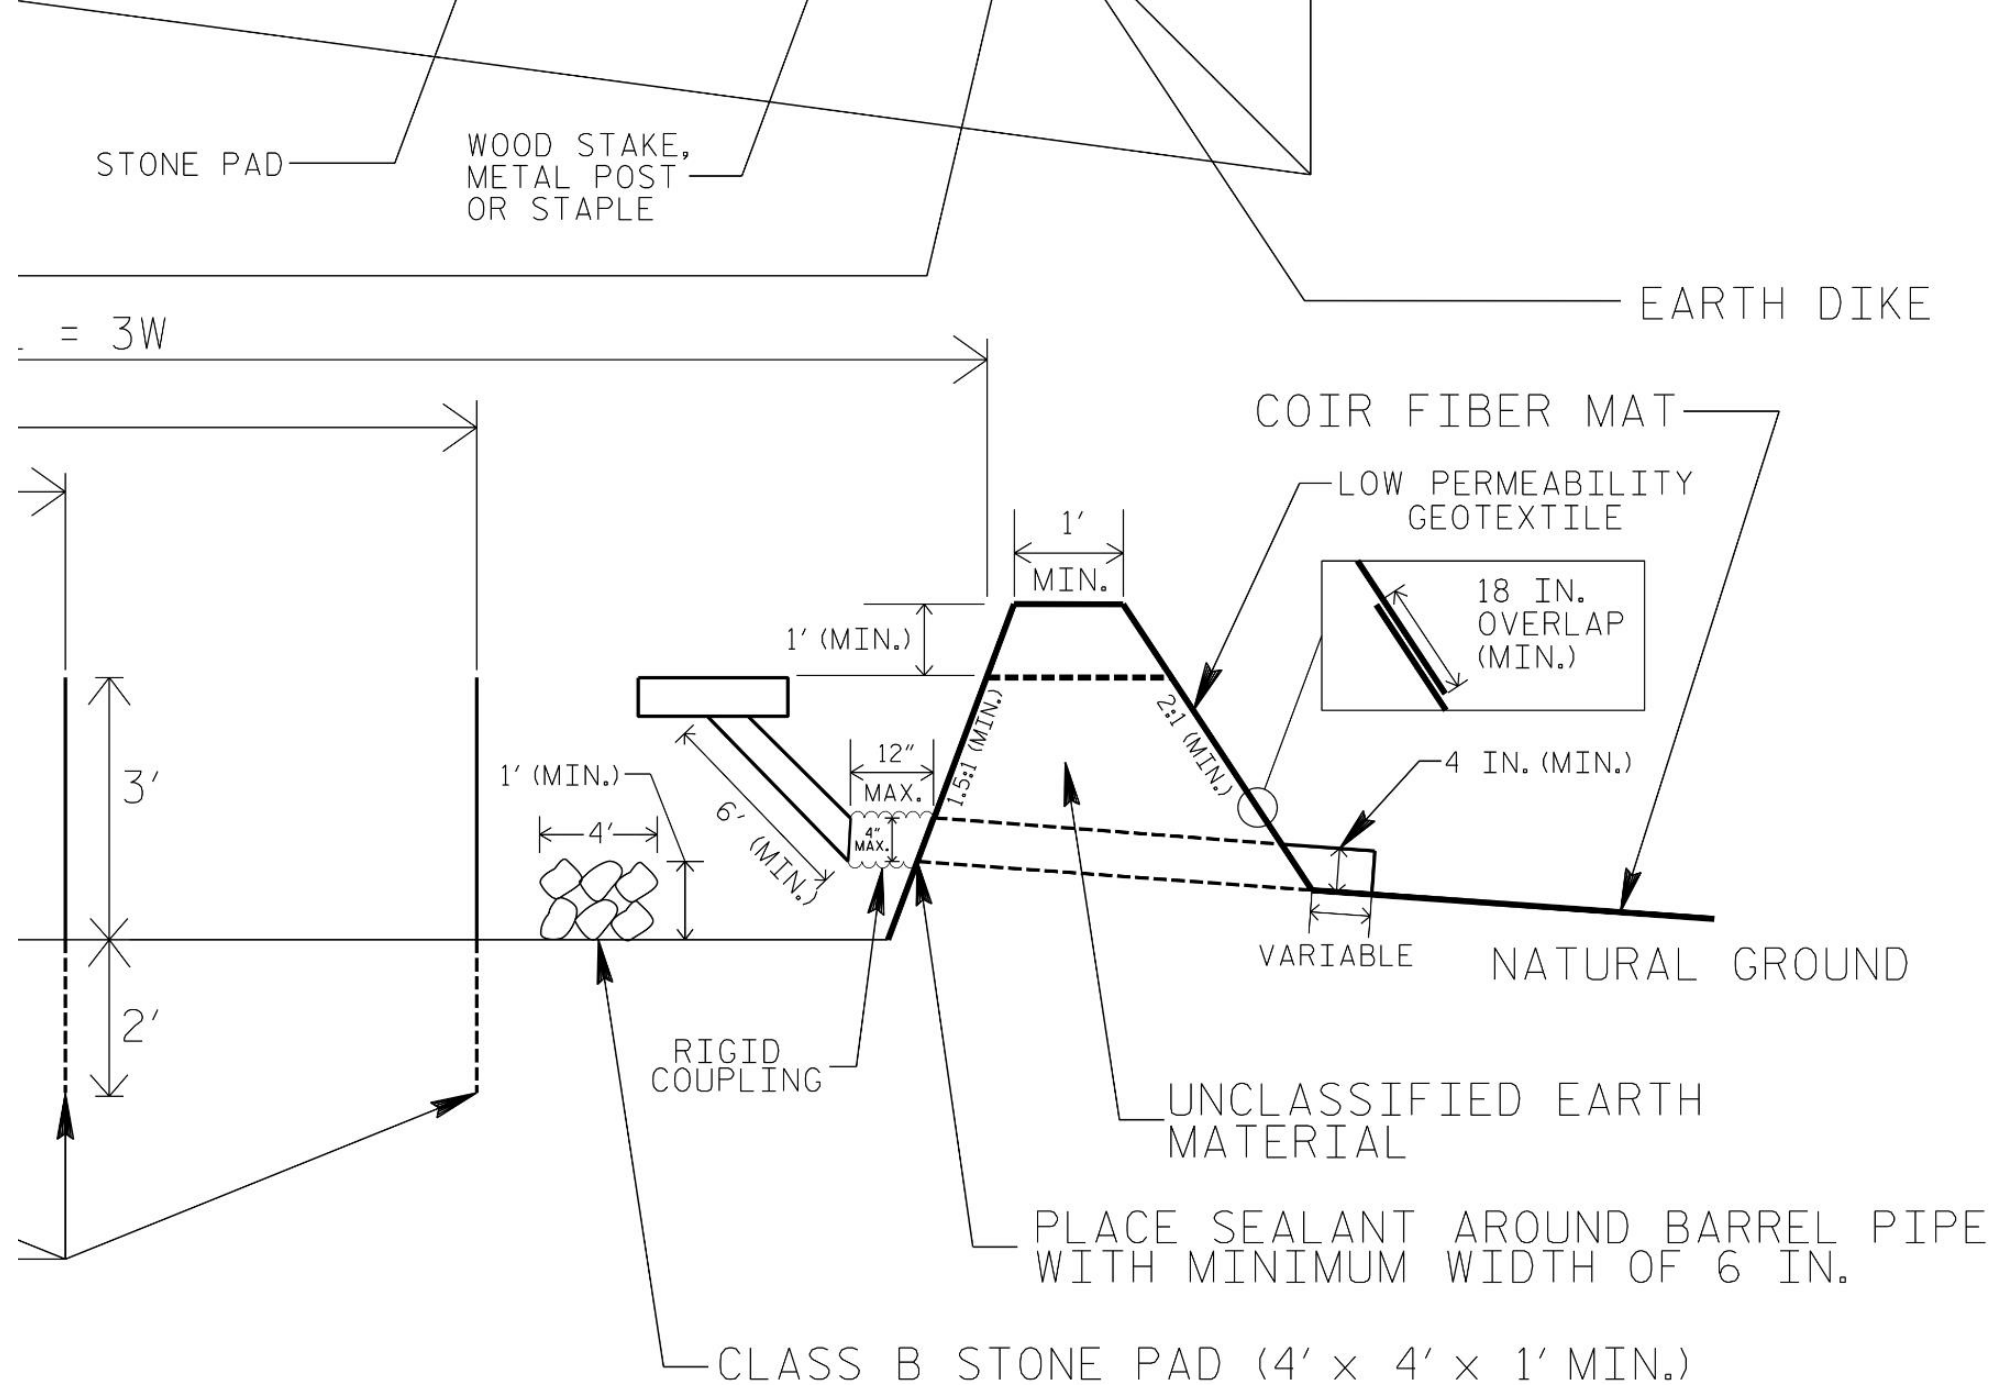 STONE PAD
WOOD STAKE,
METAL POST
OR STAPLE
EARTH DIKE
= 3W
COIR FIBER MAT
LOW PERMEABILITY
GEOTEXTILE
1'
MIN.
18 IN.
OVERLAP
(MIN.)
1' (MIN.)
1.5:1 (MIN.)
2:1 (MIN.)
4 IN. (MIN.)
12"
MAX.
1' (MIN.)
3'
6' (MIN.)
4'
4"
MAX.
VARIABLE
NATURAL GROUND
2'
RIGID
COUPLING
UNCLASSIFIED EARTH
MATERIAL
PLACE SEALANT AROUND BARREL PIPE
WITH MINIMUM WIDTH OF 6 IN.
CLASS B STONE PAD (4' x 4' x 1' MIN.)